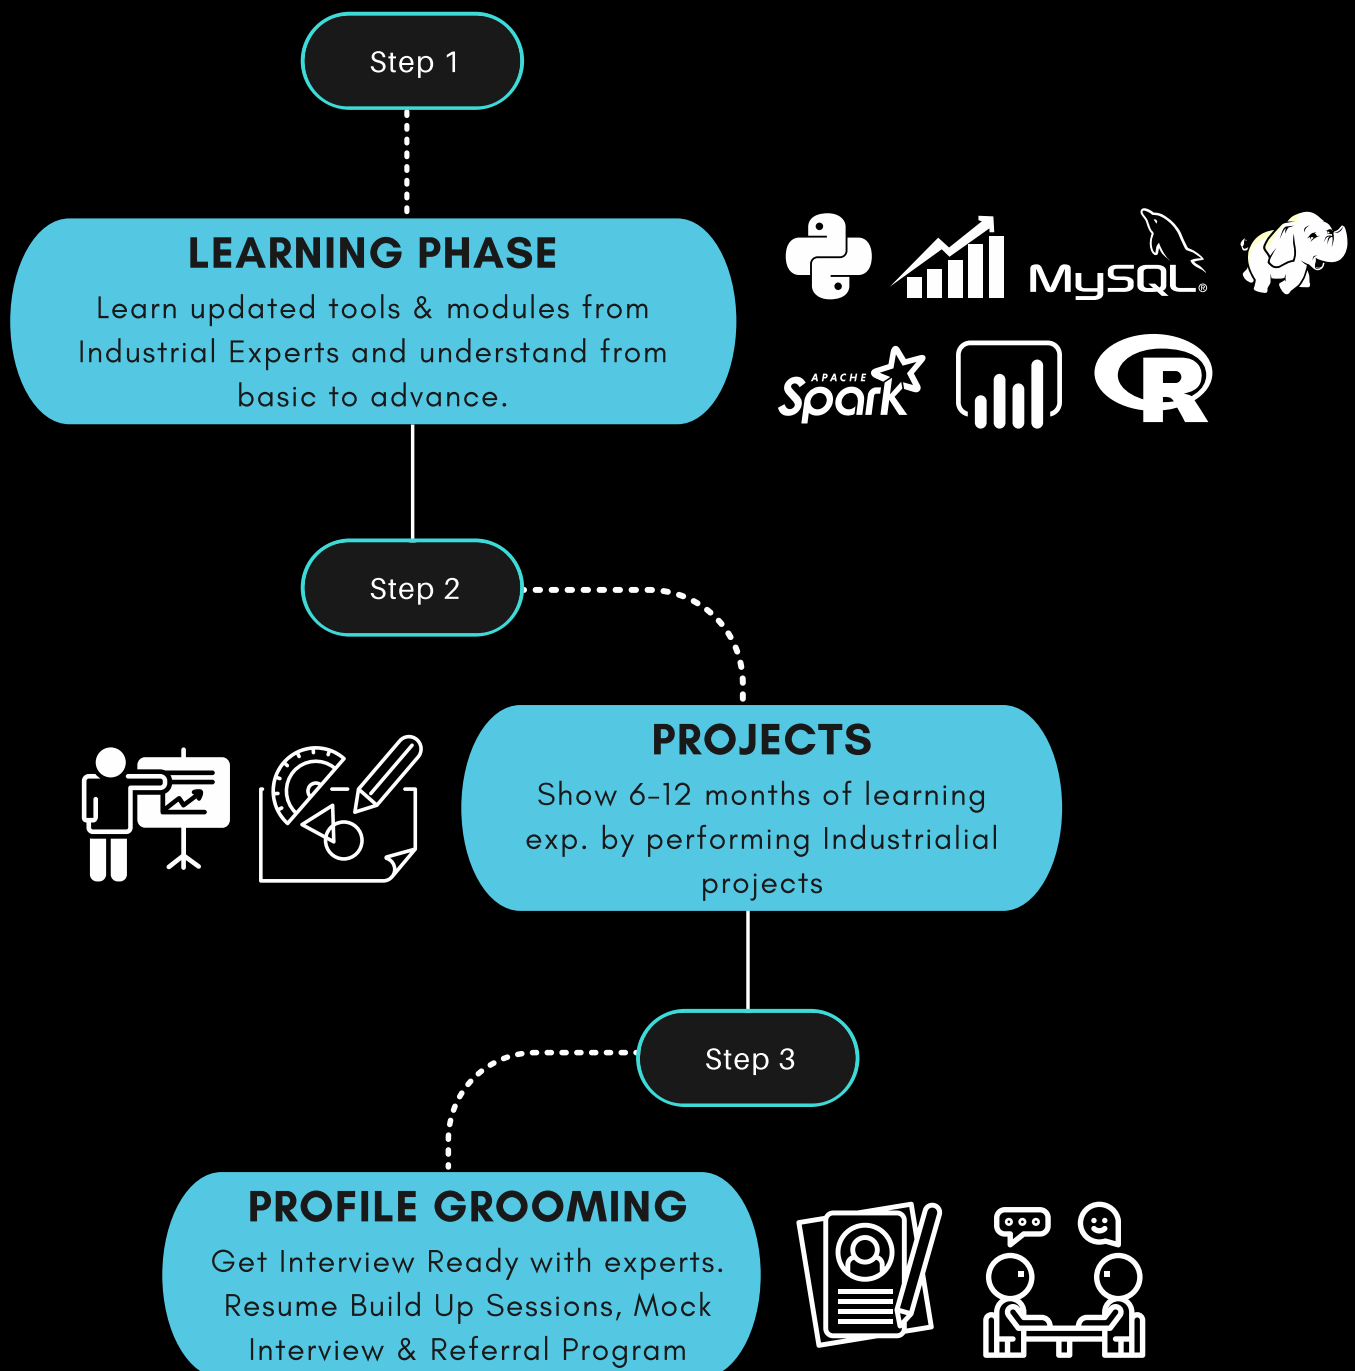 Step 1
LEARNING PHASE
Learn updated tools & modules from
Industrial Experts and understand from
basic to advance.
MySQL®
APACHE
Spark
R
Step 2
PROJECTS
Show 6-12 months of learning
exp. by performing Industrialial
projects
Step 3
PROFILE GROOMING
Get Interview Ready with experts.
Resume Build Up Sessions, Mock
Interview & Referral Program